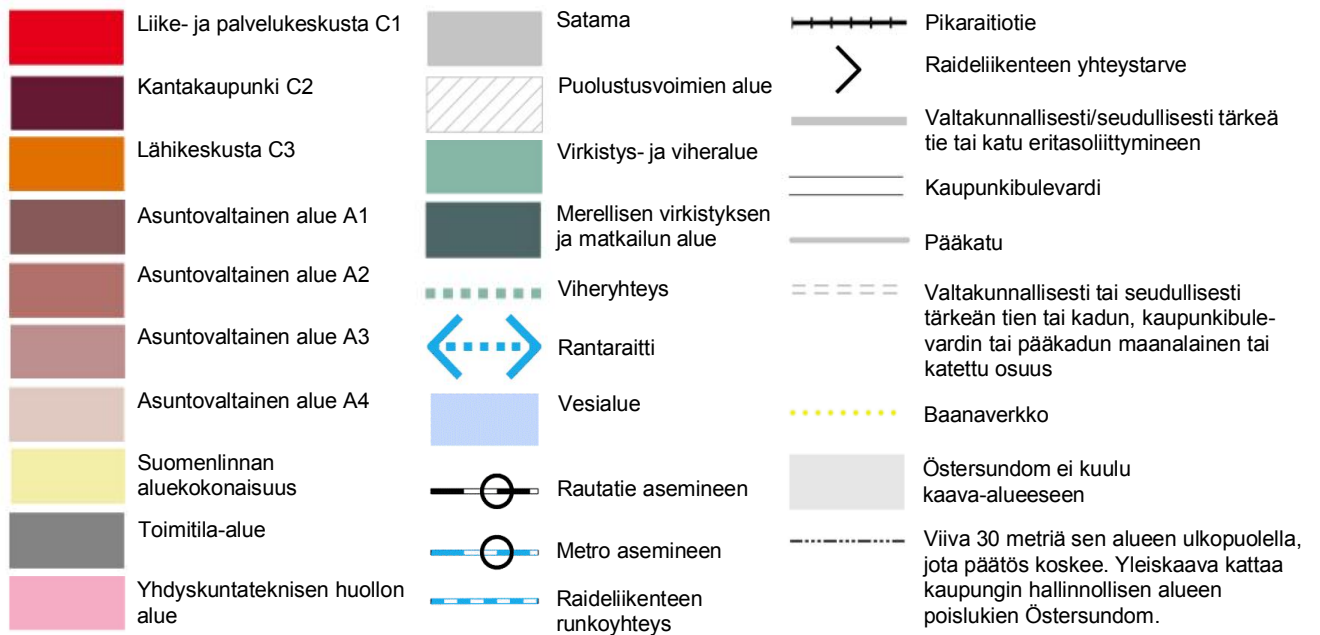 Liike- ja palvelukeskusta C1
Kantakaupunki C2
Lähikeskusta C3
Asuntovaltainen alue A1
Asuntovaltainen alue A2
Asuntovaltainen alue A3
Asuntovaltainen alue A4
Suomenlinnan
aluekokonaisuus
Toimitila-alue
Yhdyskuntateknisen huollon
alue
Satama
Puolustusvoimien alue
Virkistys- ja viheralue
Merellisen virkistyksen
ja matkailun alue
Viheryhteys
Rantaraitti
Vesialue
Rautatie asemineen
Metro asemineen
Raideliikenteen
runkoyhteys
Pikaraitiotie
Raideliikenteen yhteystarve
Valtakunnallisesti/seudullisesti tärkeä
tie tai katu eritasoliittymineen
Kaupunkibulevardi
Pääkatu
Valtakunnallisesti tai seudullisesti
tärkeän tien tai kadun, kaupunkibule-
vardin tai pääkadun maanalainen tai
katettu osuus
Baanaverkko
Östersundom ei kuulu
kaava-alueeseen
Viiva 30 metriä sen alueen ulkopuolella,
jota päätös koskee. Yleiskaava kattaa
kaupungin hallinnollisen alueen
poislukien Östersundom.